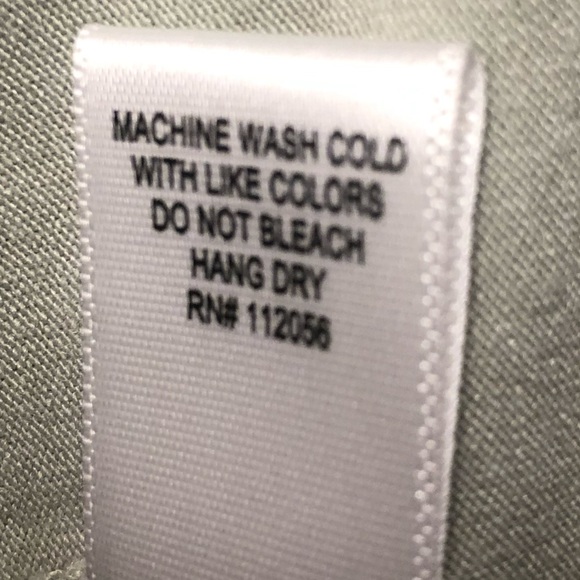 MACHINE WASH COLD
WITH LIKE COLORS
DO NOT BLEACH
HANG DRY
RN# 112056